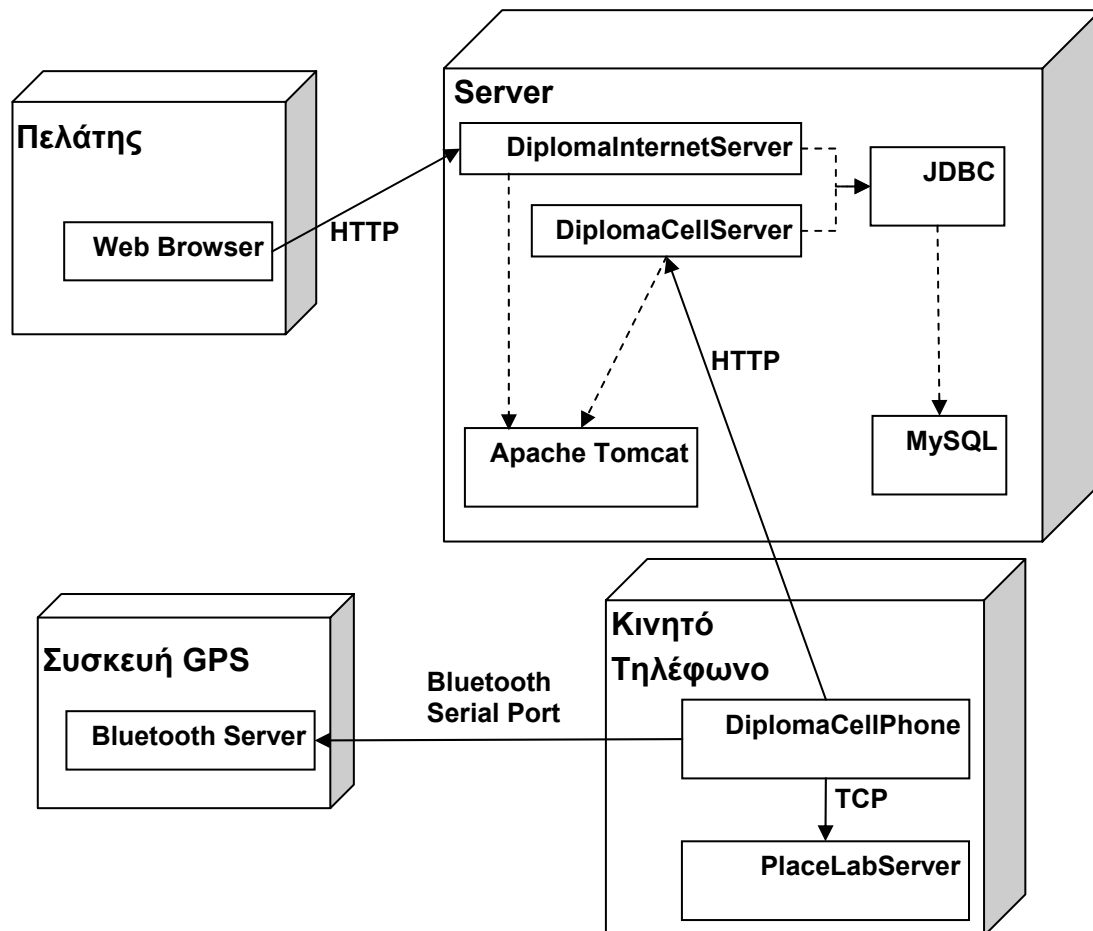 Πελάτης
Web Browser
HTTP
Server
DiplomaInternetServer
DiplomaCellServer
JDBC
HTTP
Apache Tomcat
MySQL
Συσκευή GPS
Bluetooth Server
Bluetooth
Serial Port
Κινητό
Τηλέφωνο
DiplomaCellPhone
TCP
PlaceLabServer